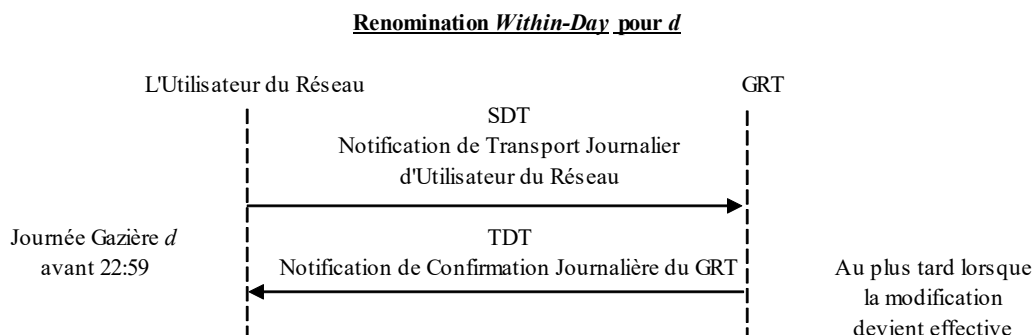 Renomination Within-Day pour d
L'Utilisateur du Réseau
GRT
SDT
Notification de Transport Journalier
d'Utilisateur du Réseau
Journée Gazière d
avant 22:59
TDT
Notification de Confirmation Journalière du GRT
Au plus tard lorsque
la modification
devient effective